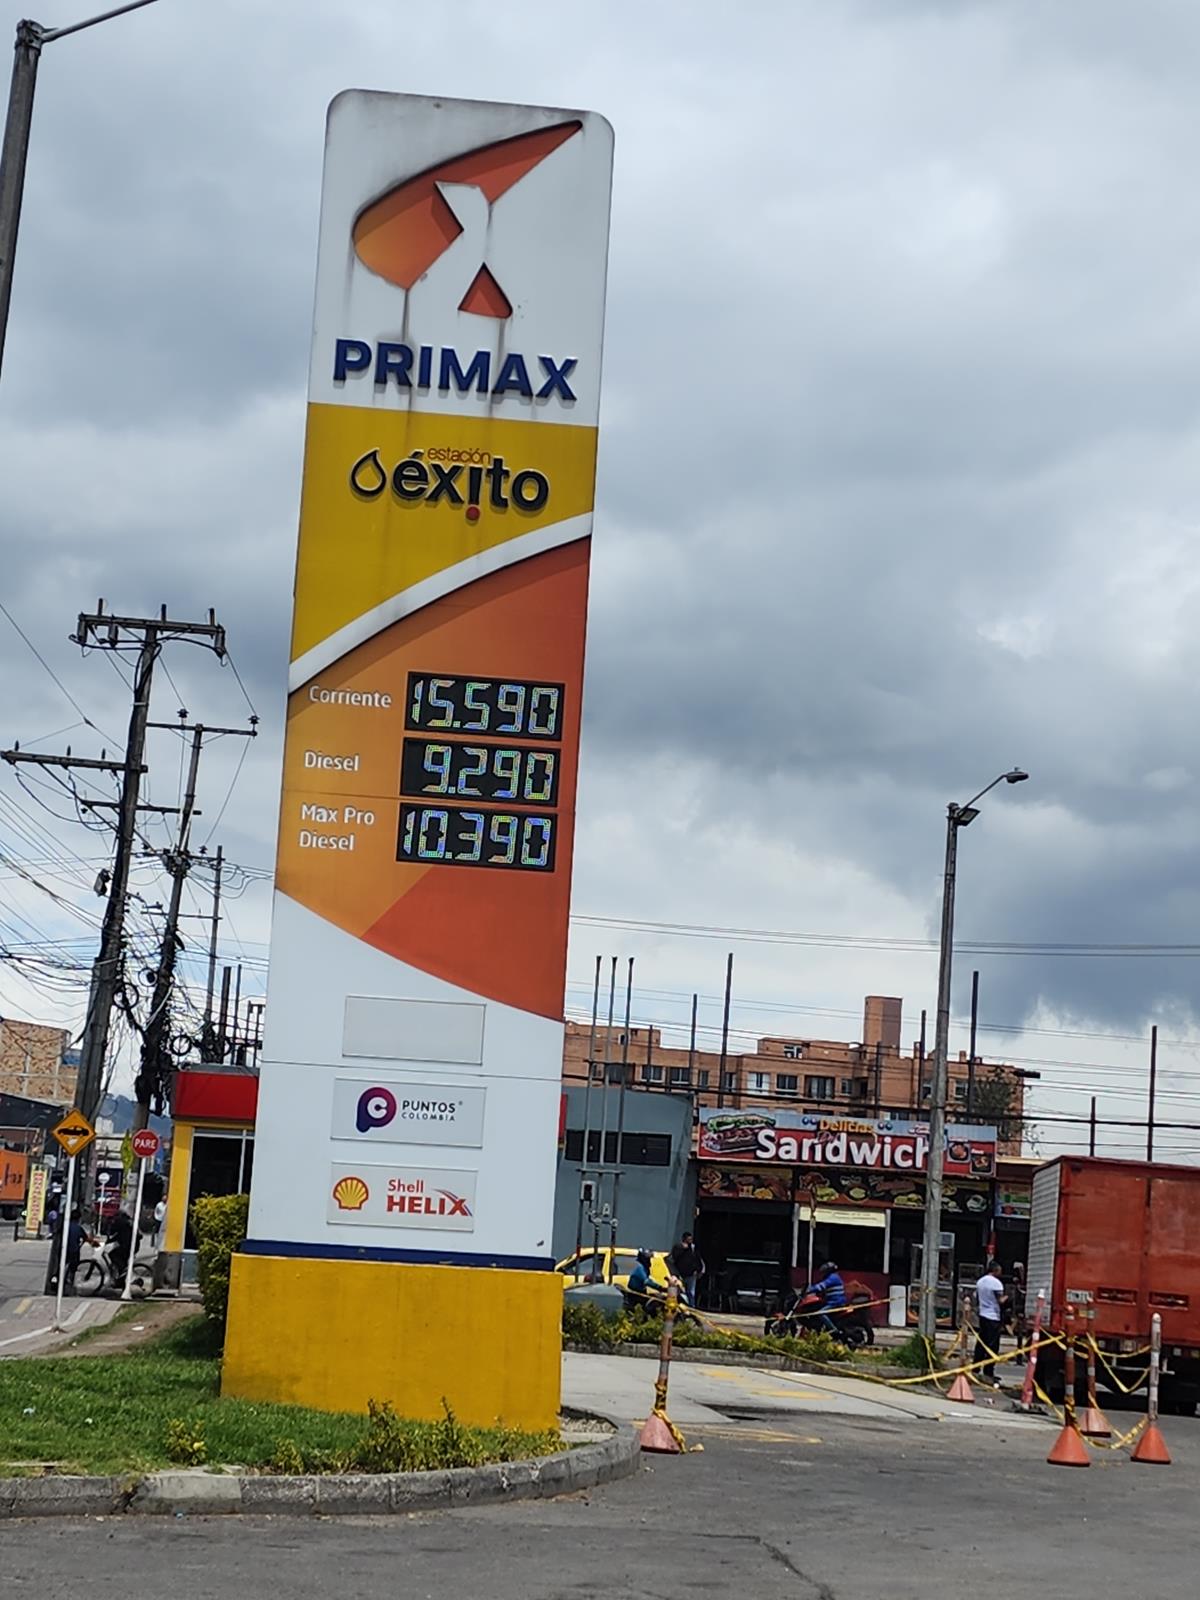 PRIMAX
estación
éxito
Corriente 15.590
Diesel 9.290
Max Pro
Diesel 10.390
PUNTOS
COLOMBIA
Shell
HELIX
PARE
Delicias
Sandwich